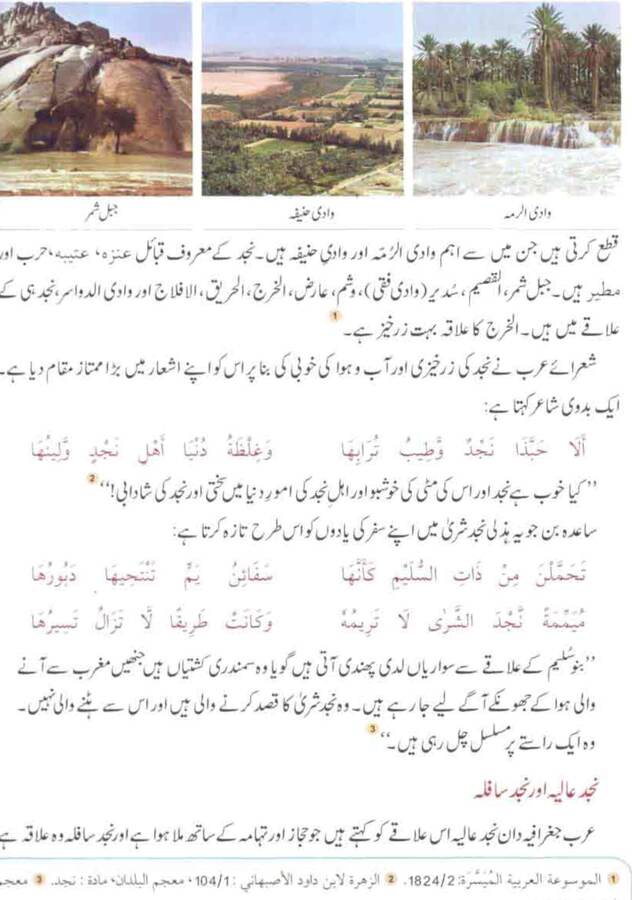 وادی الرمہ
وادی حنیفہ
جبل شمر
قطع کرتی ہیں جن میں سے اہم وادی الرُمّہ اور وادیِ حنیفہ ہیں۔ نجد کے معروف قبائل عنزہ، عتیبہ، حرب اور
مطیر ہیں۔ جبل شمر، القصیم، سُدیر (وادی فقی)، وشم، عارض، الخرج، الحریق، الافلاج اور وادی الدواسر، نجد ہی کے
علاقے میں ہیں۔ الخرج کا علاقہ بہت زرخیز ہے۔ 1
شعرائے عرب نے نجد کی زرخیزی اور آب و ہوا کی خوبی کی بنا پر اس کو اپنے اشعار میں بڑا ممتاز مقام دیا ہے۔
ایک بدوی شاعر کہتا ہے:
أَلَا حَبَّذَا نَجْدٌ وَّطِيبُ تُرَابِهَا وَغِلْظَةُ دُنْيَا أَهْلِ نَجْدٍ وَّلِينُهَا
”کیا خوب ہے نجد اور اس کی مٹی کی خوشبو اور اہلِ نجد کی امورِ دنیا میں سختی اور نجد کی شادابی!“ 2
ساعدہ بن جویہ ہذلی نجد شریٰ میں اپنے سفر کی یادوں کو اس طرح تازہ کرتا ہے:
تَحَمَّلْنَ مِنْ ذَاتِ السُّلَيْمِ كَأَنَّهَا سَفَائِنُ يَمٍّ تَنْتَحِيهَا دَبُورُهَا
مُيَمِّمَةً نَّجْدَ الشَّرٰى لَا تَرِيمُهُ وَكَانَتْ طَرِيقًا لَّا تَزَالُ تَسِيرُهَا
”بنوسُلیم کے علاقے سے سواریاں لدی پھندی آتی ہیں گویا وہ سمندری کشتیاں ہیں جنھیں مغرب سے آنے
والی ہوا کے جھونکے آگے لیے جا رہے ہیں۔ وہ نجد شریٰ کا قصد کرنے والی ہیں اور اس سے ہٹنے والی نہیں۔
وہ ایک راستے پر مسلسل چل رہی ہیں۔“ 3
نجد عالیہ اور نجد سافلہ
عرب جغرافیہ دان نجد عالیہ اس علاقے کو کہتے ہیں جو حجاز اور تہامہ کے ساتھ ملا ہوا ہے اور نجد سافلہ وہ علاقہ ہے
1 الموسوعة العربية المُيَسَّرة: 1824/2. 2 الزهرة لابن داود الأصبهاني: 104/1، معجم البلدان، مادة: نجد. 3 معجم